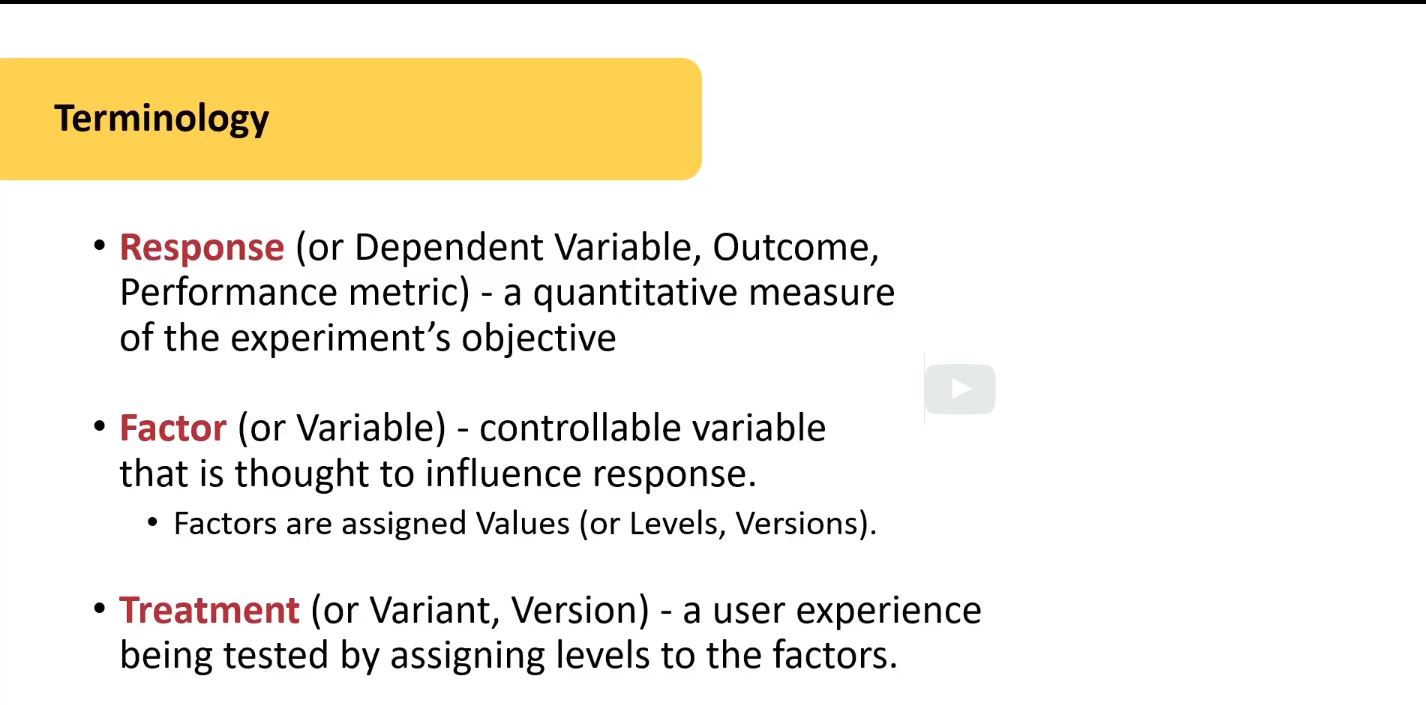 Terminology
• Response (or Dependent Variable, Outcome,
Performance metric) - a quantitative measure
of the experiment’s objective
• Factor (or Variable) - controllable variable
that is thought to influence response.
• Factors are assigned Values (or Levels, Versions).
• Treatment (or Variant, Version) - a user experience
being tested by assigning levels to the factors.